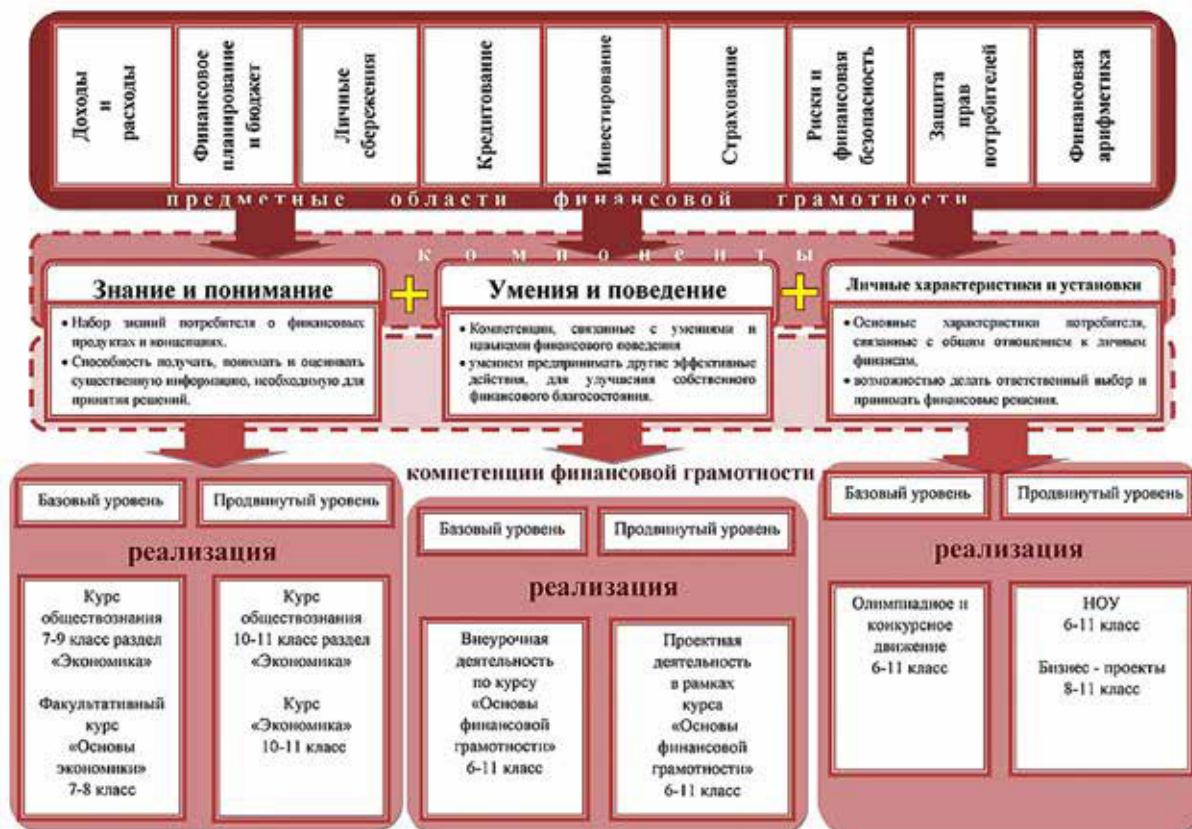 Доходы
и
расходы
Финансовое
планирование
и бюджет
Личные
сбережения
Кредитование
Инвестирование
Страхование
Риски и
финансовая
безопасность
Защита
прав
потребителей
Финансовая
арифметика
предметные области финансовой грамотности
компоненты
Знание и понимание
• Набор знаний потребителя о финансовых
продуктах и концепциях.
• Способность получать, понимать и оценивать
существенную информацию, необходимую для
принятия решений.
+
Умения и поведение
• Компетенции, связанные с умениями и
навыками финансового поведения
• умением предпринимать другие эффективные
действия, для улучшения собственного
финансового благосостояния.
+
Личные характеристики и установки
• Основные характеристики потребителя,
связанные с общим отношением к личным
финансам,
• возможностью делать ответственный выбор и
принимать финансовые решения.
компетенции финансовой грамотности
Базовый уровень
Продвинутый уровень
реализация
Курс
обществознания
7-9 класс раздел
«Экономика»
Факультативный
курс
«Основы
экономики»
7-8 класс
Курс
обществознания
10-11 класс раздел
«Экономика»
Курс
«Экономика»
10-11 класс
Базовый уровень
Продвинутый уровень
реализация
Внеурочная
деятельность
по курсу
«Основы
финансовой
грамотности»
6-11 класс
Проектная
деятельность
в рамках
курса
«Основы
финансовой
грамотности»
6-11 класс
Базовый уровень
Продвинутый уровень
реализация
Олимпиадное и
конкурсное
движение
6-11 класс
НОУ
6-11 класс
Бизнес - проекты
8-11 класс